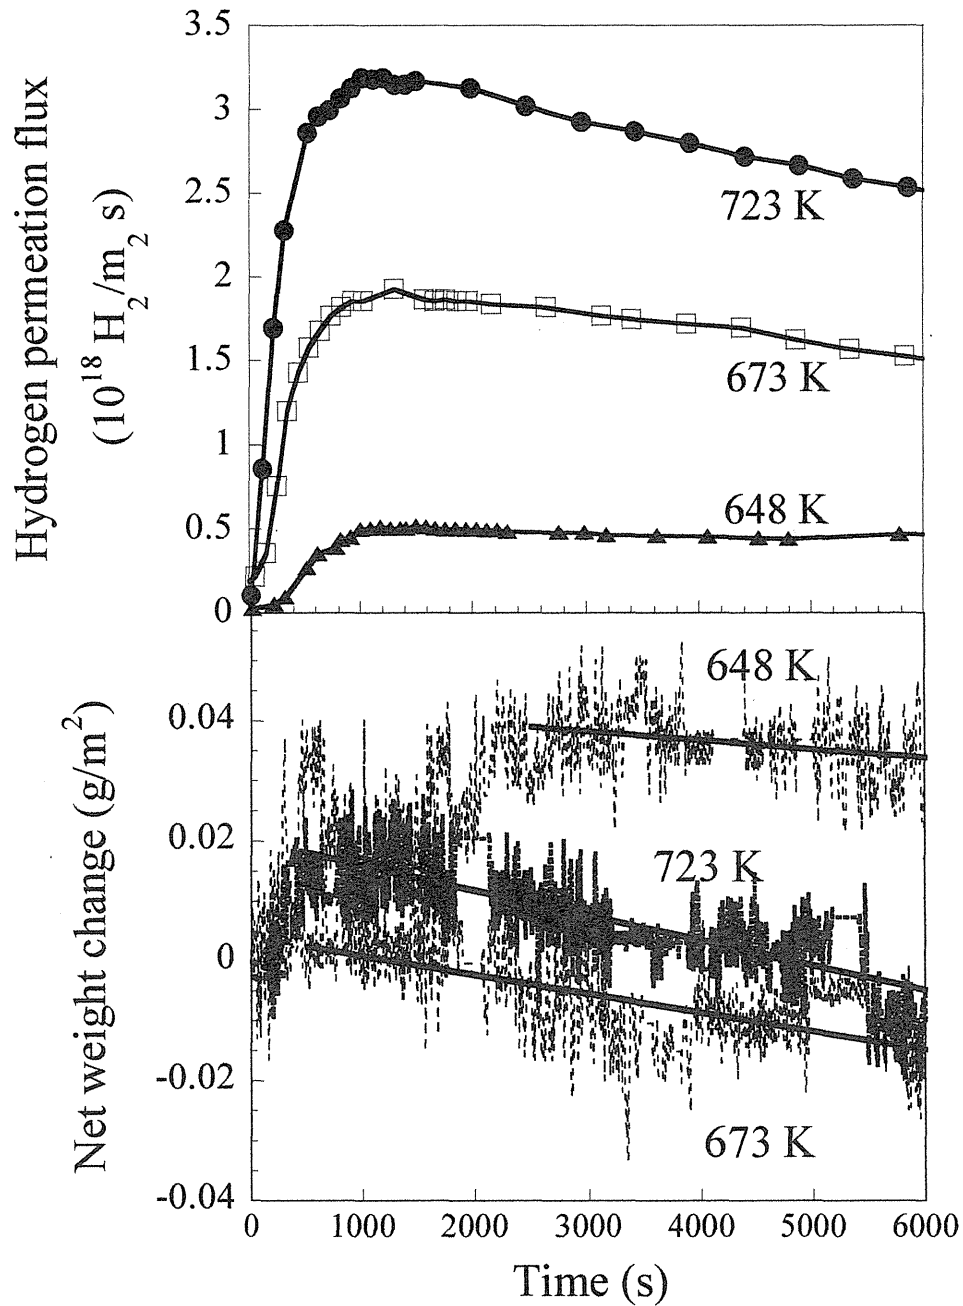 Hydrogen permeation flux
(10^18 H_2/m_2 s)
3.5
3
2.5
2
1.5
1
0.5
0
723 K
673 K
648 K
Net weight change (g/m^2)
0.04
0.02
0
-0.02
-0.04
648 K
723 K
673 K
0 1000 2000 3000 4000 5000 6000
Time (s)